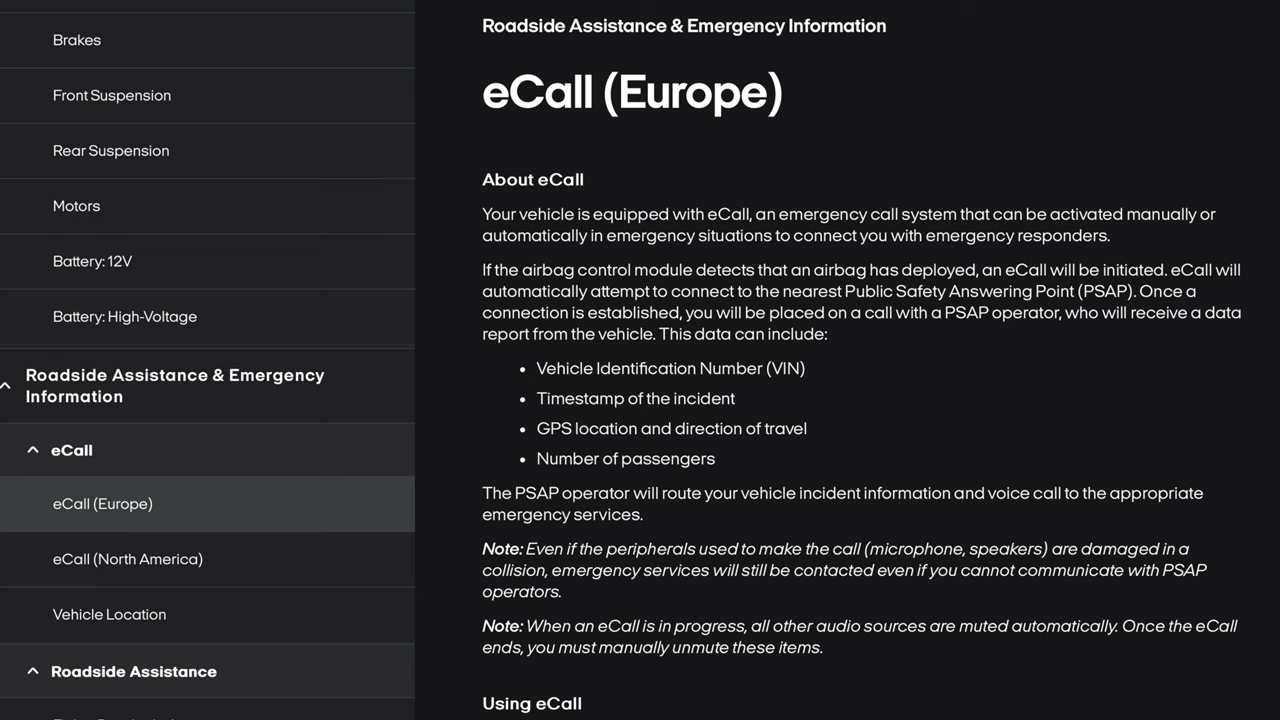 Brakes
Front Suspension
Rear Suspension
Motors
Battery: 12V
Battery: High-Voltage
Roadside Assistance & Emergency
Information
eCall
eCall (Europe)
eCall (North America)
Vehicle Location
Roadside Assistance
Roadside Assistance & Emergency Information
eCall (Europe)
About eCall
Your vehicle is equipped with eCall, an emergency call system that can be activated manually or
automatically in emergency situations to connect you with emergency responders.
If the airbag control module detects that an airbag has deployed, an eCall will be initiated. eCall will
automatically attempt to connect to the nearest Public Safety Answering Point (PSAP). Once a
connection is established, you will be placed on a call with a PSAP operator, who will receive a data
report from the vehicle. This data can include:
• Vehicle Identification Number (VIN)
• Timestamp of the incident
• GPS location and direction of travel
• Number of passengers
The PSAP operator will route your vehicle incident information and voice call to the appropriate
emergency services.
Note: Even if the peripherals used to make the call (microphone, speakers) are damaged in a
collision, emergency services will still be contacted even if you cannot communicate with PSAP
operators.
Note: When an eCall is in progress, all other audio sources are muted automatically. Once the eCall
ends, you must manually unmute these items.
Using eCall